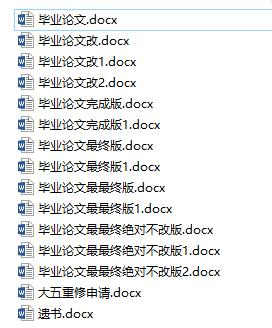 毕业论文.docx
毕业论文改.docx
毕业论文改1.docx
毕业论文改2.docx
毕业论文完成版.docx
毕业论文完成版1.docx
毕业论文最终版.docx
毕业论文最终版1.docx
毕业论文最最终版.docx
毕业论文最最终版1.docx
毕业论文最最终绝对不改版.docx
毕业论文最最终绝对不改版1.docx
毕业论文最最终绝对不改版2.docx
大五重修申请.docx
遗书.docx